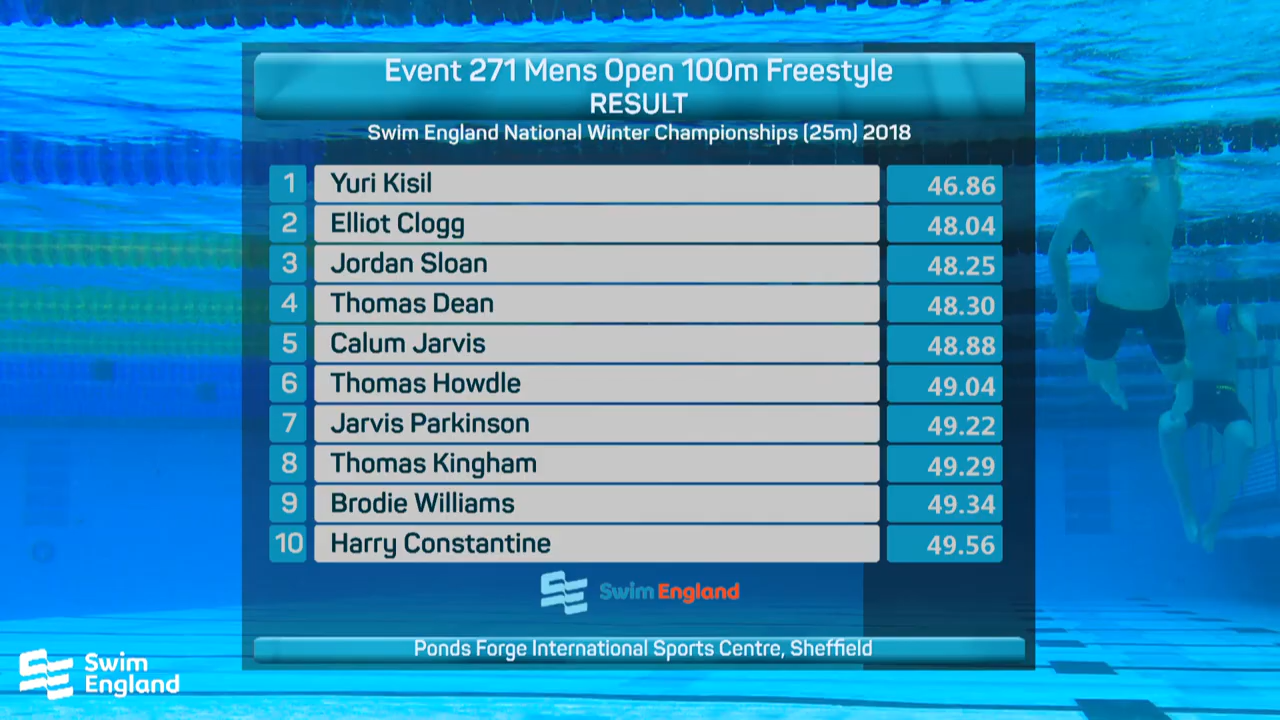 Event 271 Mens Open 100m Freestyle
RESULT
Swim England National Winter Championships (25m) 2018
1 Yuri Kisil 46.86
2 Elliot Clogg 48.04
3 Jordan Sloan 48.25
4 Thomas Dean 48.30
5 Calum Jarvis 48.88
6 Thomas Howdle 49.04
7 Jarvis Parkinson 49.22
8 Thomas Kingham 49.29
9 Brodie Williams 49.34
10 Harry Constantine 49.56
Swim England
Ponds Forge International Sports Centre, Sheffield
Swim
England